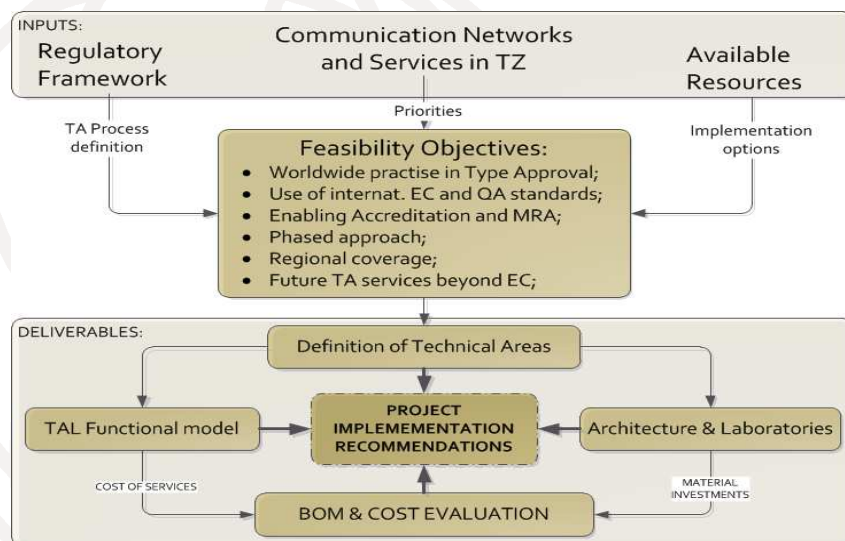 INPUTS:
Regulatory
Framework
Communication Networks
and Services in TZ
Available
Resources
TA Process
definition
Priorities
Implementation
options
Feasibility Objectives:
• Worldwide practise in Type Approval;
• Use of internat. EC and QA standards;
• Enabling Accreditation and MRA;
• Phased approach;
• Regional coverage;
• Future TA services beyond EC;
DELIVERABLES:
Definition of Technical Areas
TAL Functional model
PROJECT
IMPLEMEMENTATION
RECOMMENDATIONS
Architecture & Laboratories
COST OF SERVICES
MATERIAL
INVESTMENTS
BOM & COST EVALUATION